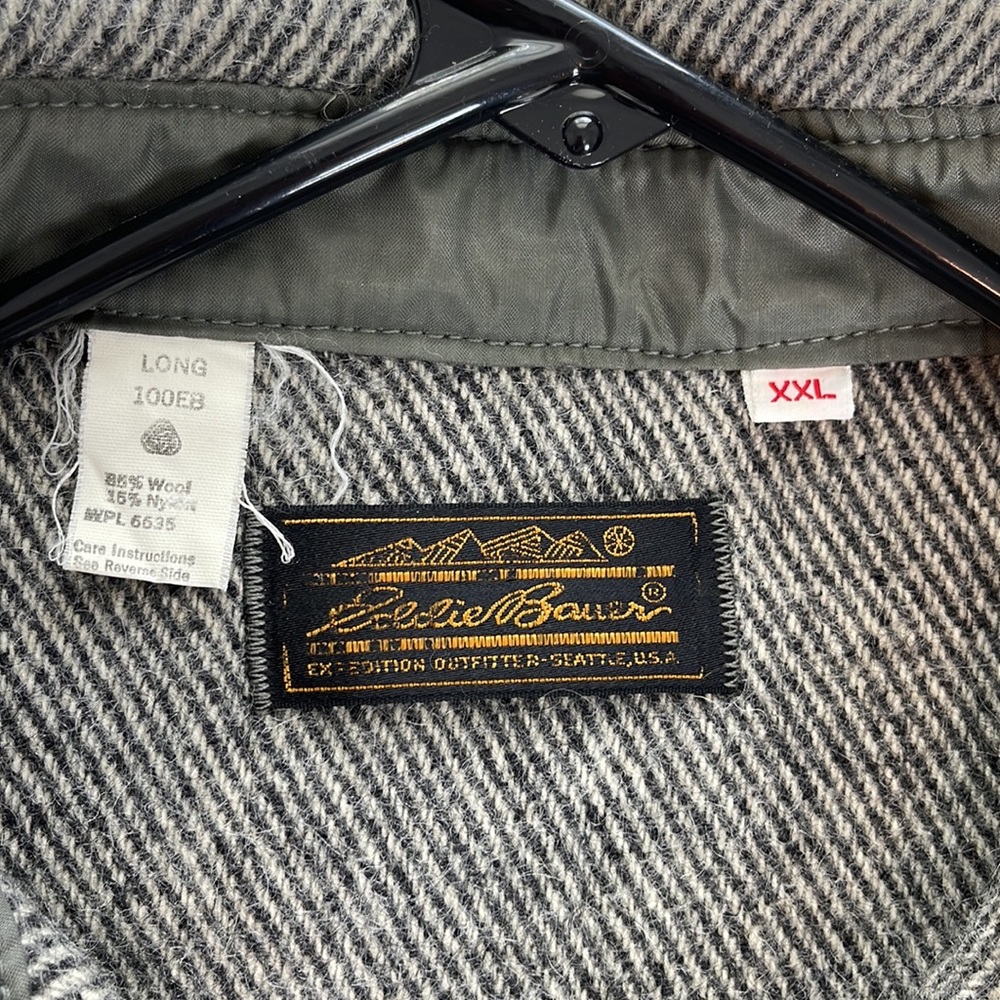 LONG
100EB
85% Wool
15% Nylon
WPL 6635
Care Instructions
See Reverse Side
XXL
Eddie Bauer®
EXPEDITION OUTFITTER-SEATTLE, U.S.A.